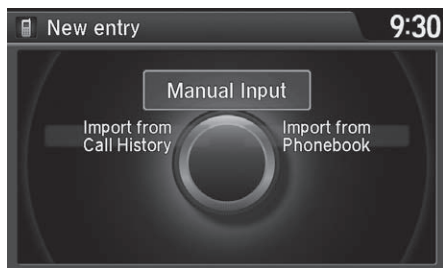 New entry
9:30
Manual Input
Import from
Call History
Import from
Phonebook